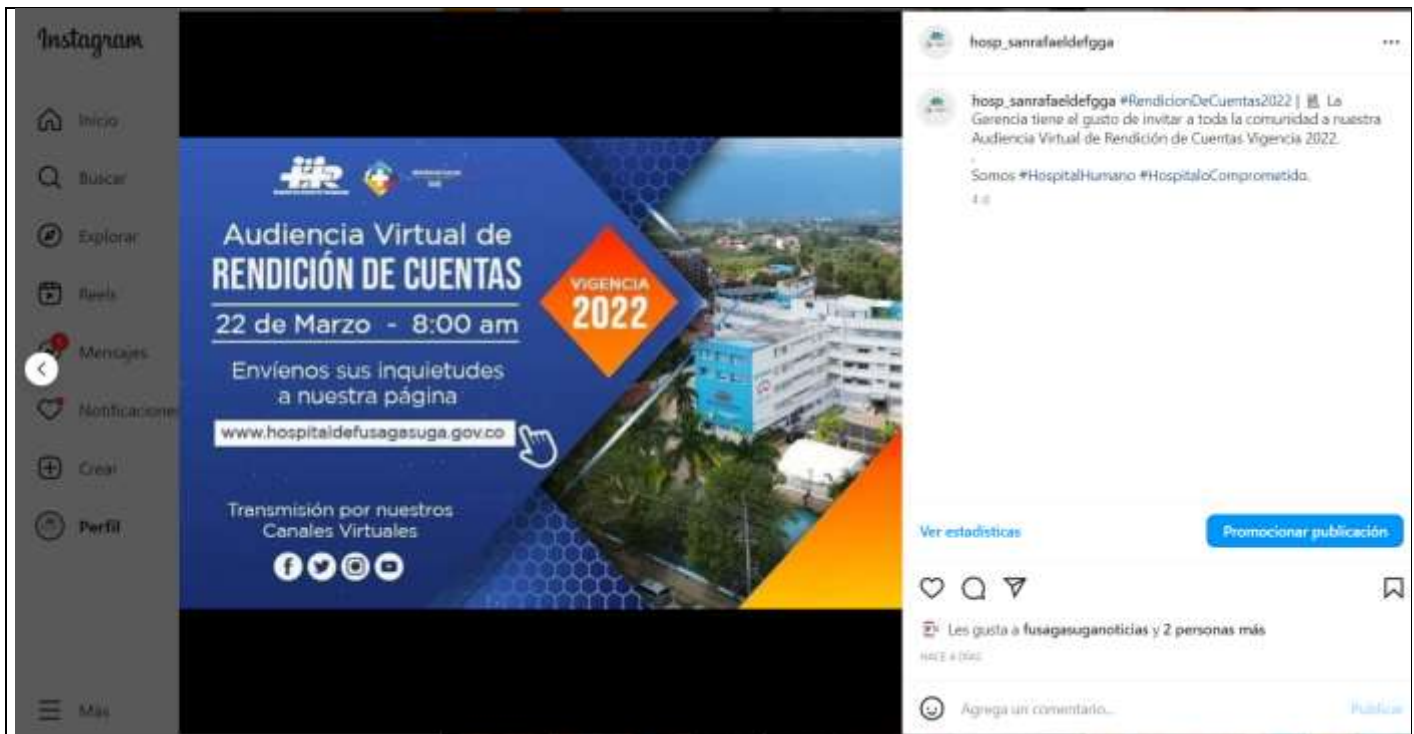 Instagram
Inicio
Buscar
Explorar
Reels
Mensajes
Notificaciones
Crear
Perfil
Más
Audiencia Virtual de
RENDICIÓN DE CUENTAS
22 de Marzo - 8:00 am
Envíenos sus inquietudes
a nuestra página
www.hospitaldefusagasuga.gov.co
Transmisión por nuestros
Canales Virtuales
VIGENCIA
2022
hosp_sanrafaeldefgga
hosp_sanrafaeldefgga #RendicionDeCuentas2022 | La
Gerencia tiene el gusto de invitar a toda la comunidad a nuestra
Audiencia Virtual de Rendición de Cuentas Vigencia 2022.
.
Somos #HospitalHumano #HospitaloComprometido.
4 d
Ver estadísticas
Promocionar publicación
Les gusta a fusagasuganoticias y 2 personas más
HACE 4 DÍAS
Agrega un comentario...
Publicar